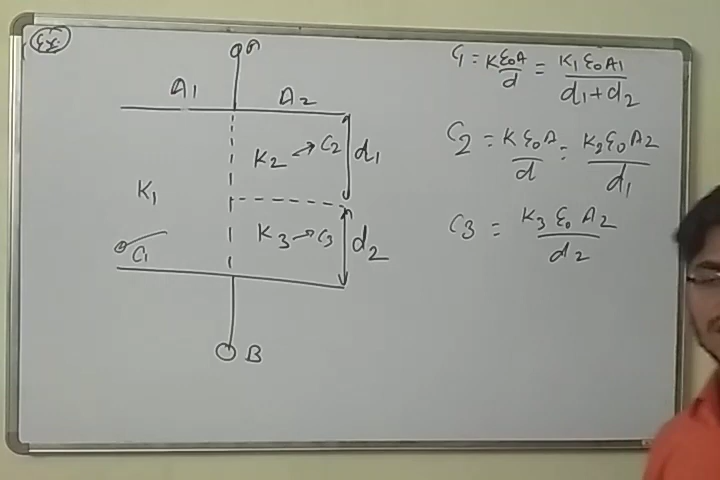 Ex:
A1 A2
K2 → C2 d1
K1
K3 → C3 d2
C1
B
C1 = Kε0A/d = K1ε0A1/d1+d2
C2 = Kε0A/d = K2ε0A2/d1
C3 = K3ε0A2/d2